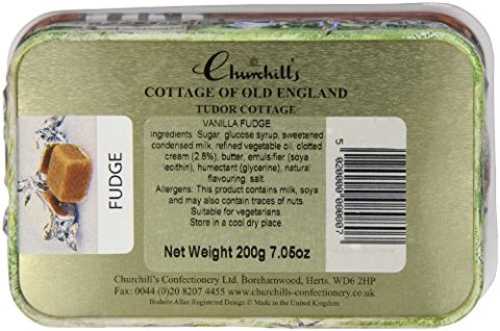 Churchill's
COTTAGE OF OLD ENGLAND
TUDOR COTTAGE
VANILLA FUDGE
Ingredients: Sugar, glucose syrup, sweetened
condensed milk, refined vegetable oil, clotted
cream (2.8%), butter, emulsifier (soya
lecithin), humectant (glycerine), natural
flavouring, salt.
Allergens: This product contains milk, soya
and may also contain traces of nuts.
Suitable for vegetarians.
Store in a cool dry place.
Net Weight 200g 7.05oz
FUDGE
Churchill's Confectionery Ltd. Borehamwood, Herts. WD6 2HP
Fax: 0044 (0)20 8207 4455 www.churchills-confectionery.co.uk
Registered Design © Made in the United Kingdom